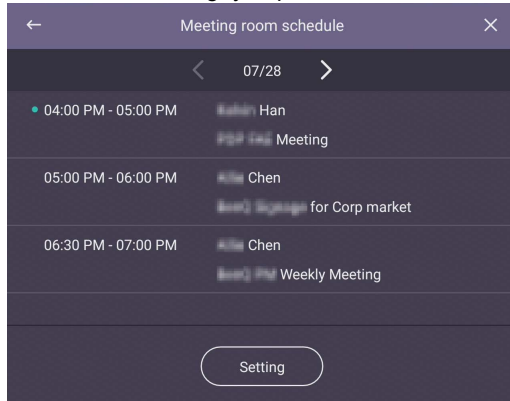 Meeting room schedule
07/28
04:00 PM - 05:00 PM Han
Meeting
05:00 PM - 06:00 PM Chen
for Corp market
06:30 PM - 07:00 PM Chen
Weekly Meeting
Setting